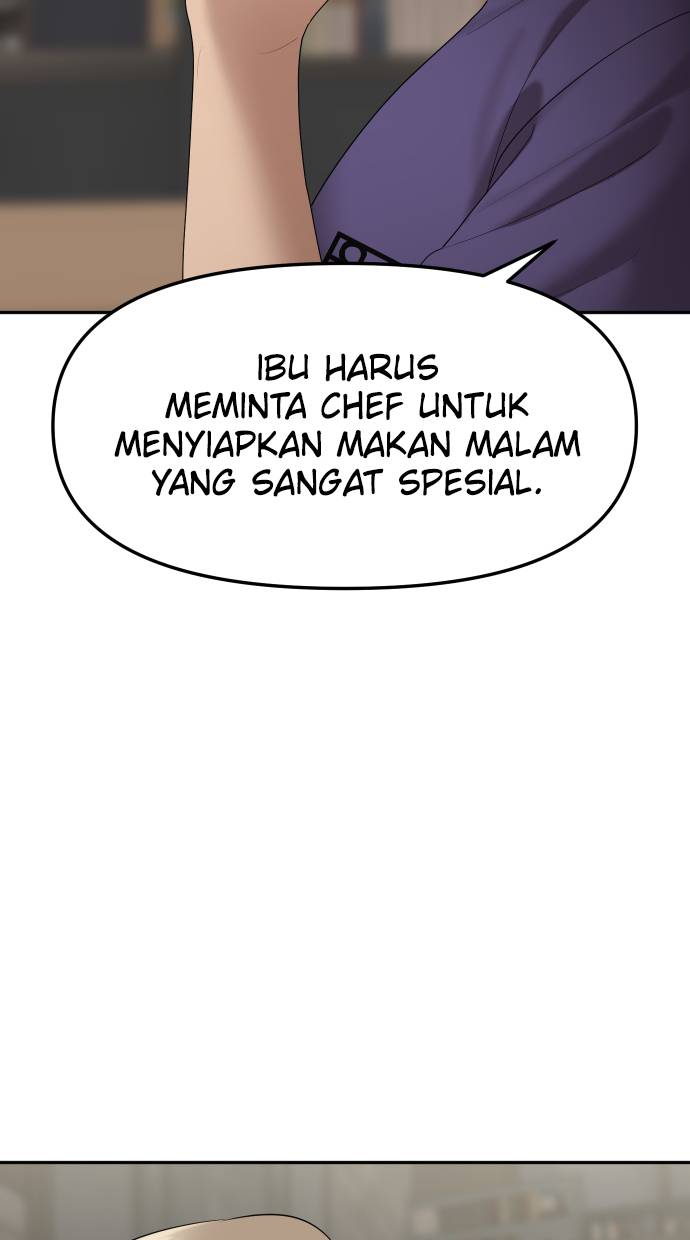 IBU HARUS
MEMINTA CHEF UNTUK
MENYIAPKAN MAKAN MALAM
YANG SANGAT SPESIAL.